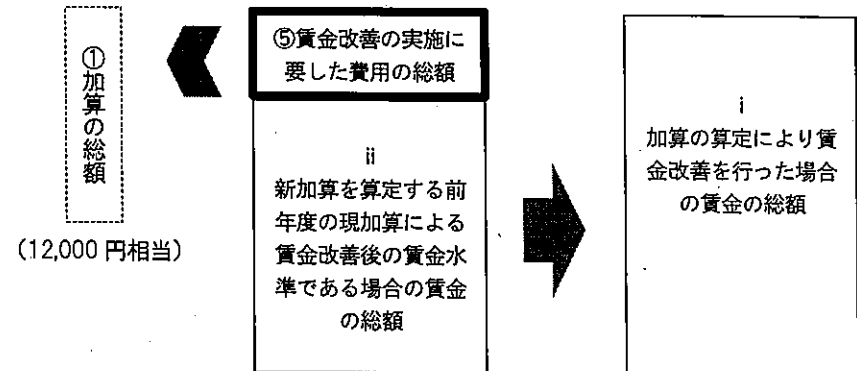 ①加算の総額
(12,000 円相当)
⑤賃金改善の実施に
要した費用の総額
ⅱ
新加算を算定する前
年度の現加算による
賃金改善後の賃金水
準である場合の賃金
の総額
ⅰ
加算の算定により賃
金改善を行った場合
の賃金の総額